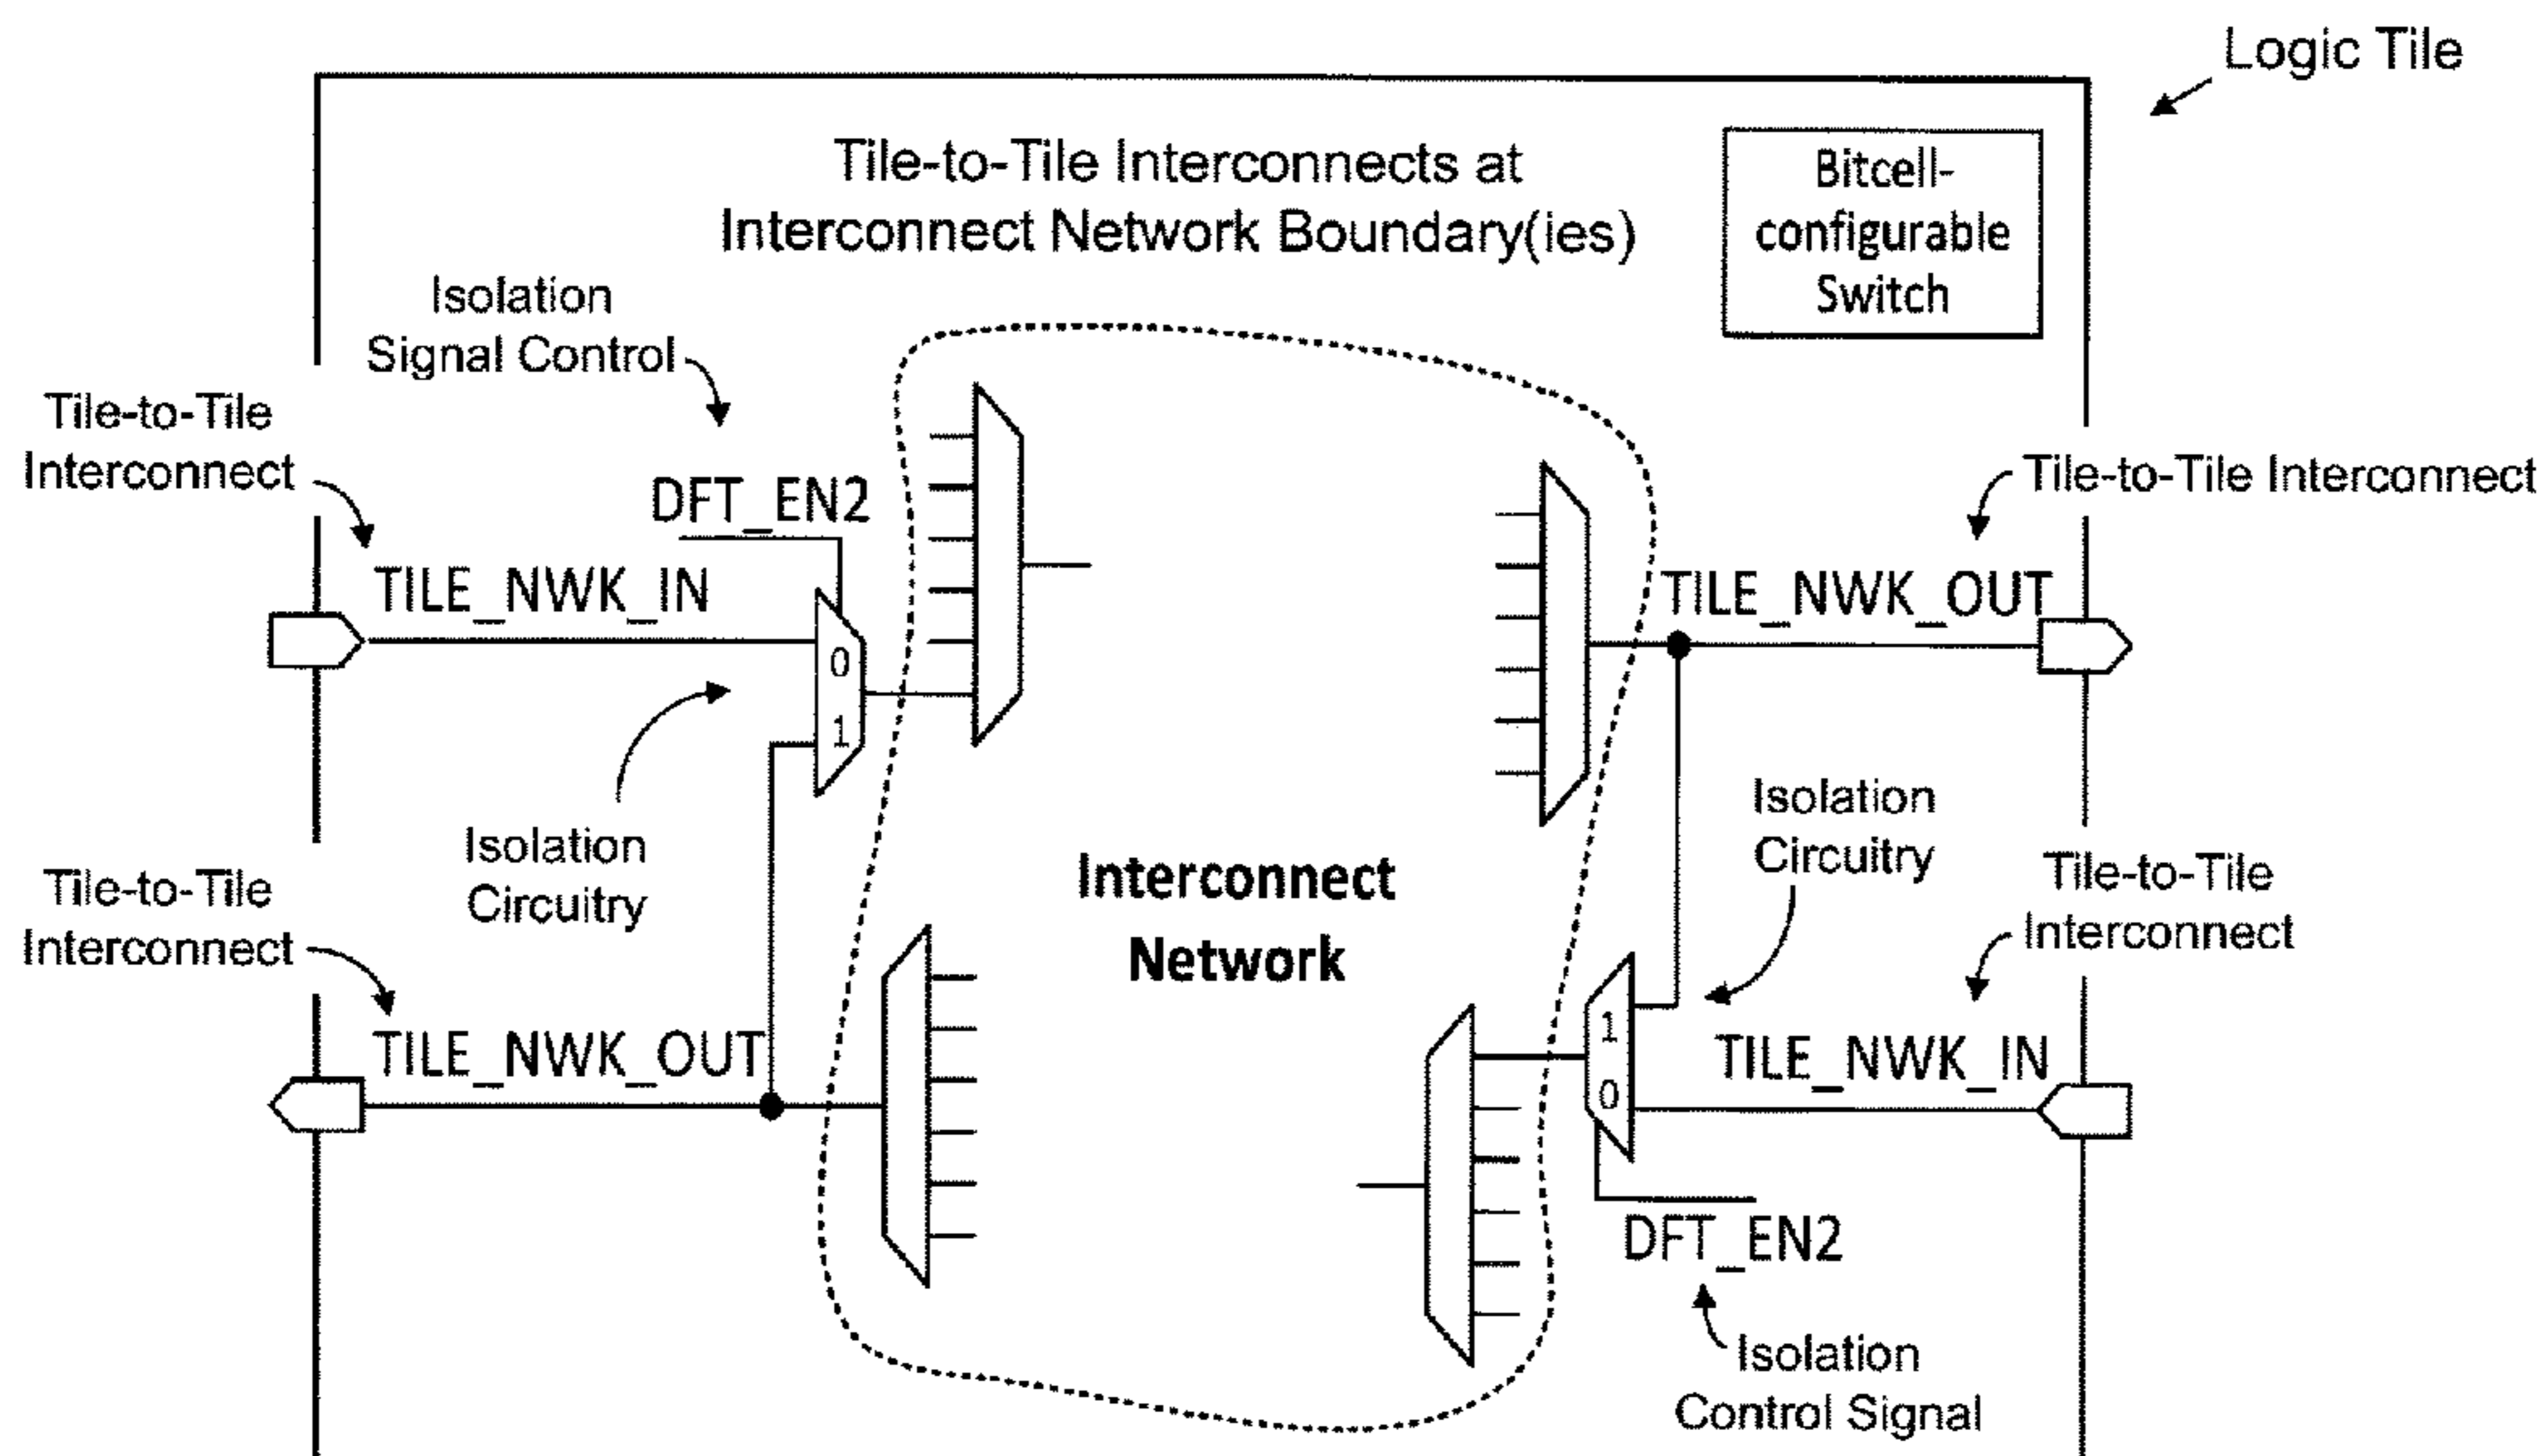 Logic Tile
Tile-to-Tile Interconnects at
Interconnect Network Boundary(ies)
Bitcell-
configurable
Switch
Isolation
Signal Control
Tile-to-Tile
Interconnect
DFT_EN2
TILE_NWK_IN
0
1
Isolation
Circuitry
Tile-to-Tile
Interconnect
TILE_NWK_OUT
Interconnect
Network
Tile-to-Tile Interconnect
TILE_NWK_OUT
Isolation
Circuitry
Tile-to-Tile
Interconnect
1
0
TILE_NWK_IN
DFT_EN2
Isolation
Control Signal